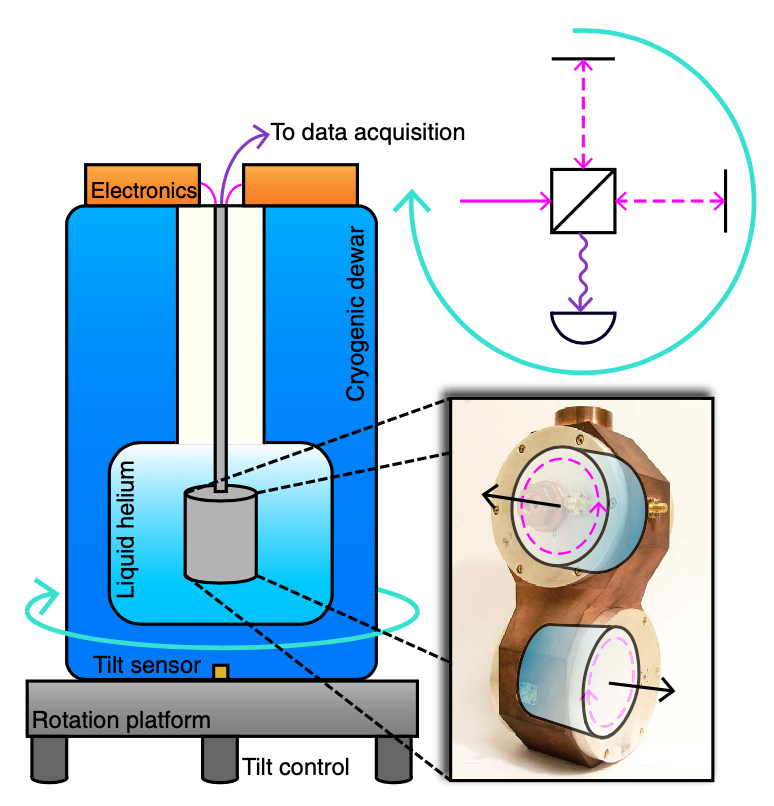 To data acquisition
Electronics
Cryogenic dewar
Liquid helium
Tilt sensor
Rotation platform
Tilt control